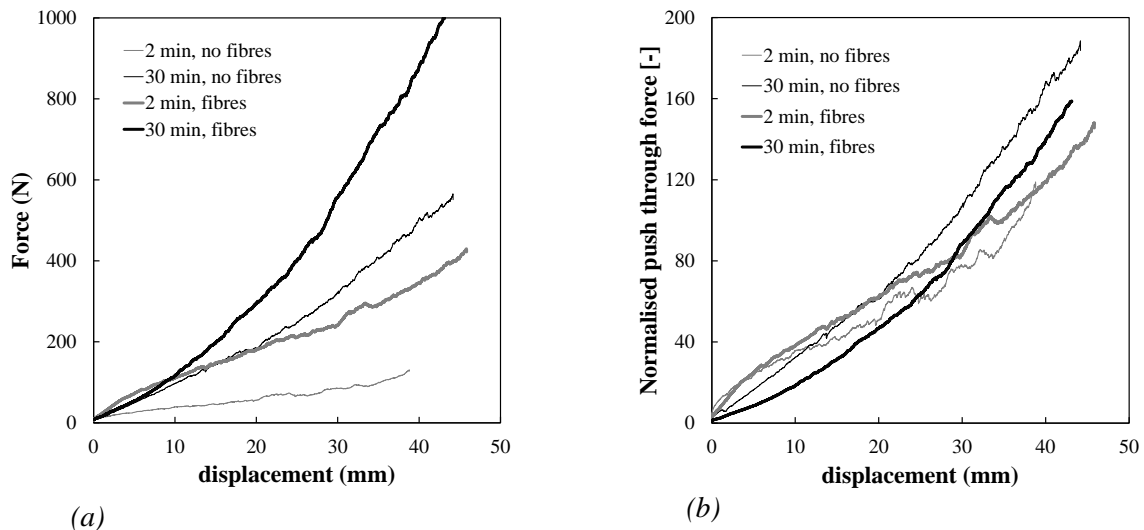 1000
800
600
400
200
0
0 10 20 30 40 50
Force (N)
displacement (mm)
2 min, no fibres
30 min, no fibres
2 min, fibres
30 min, fibres
(a)
200
160
120
80
40
0
0 10 20 30 40 50
Normalised push through force [-]
displacement (mm)
2 min, no fibres
30 min, no fibres
2 min, fibres
30 min, fibres
(b)